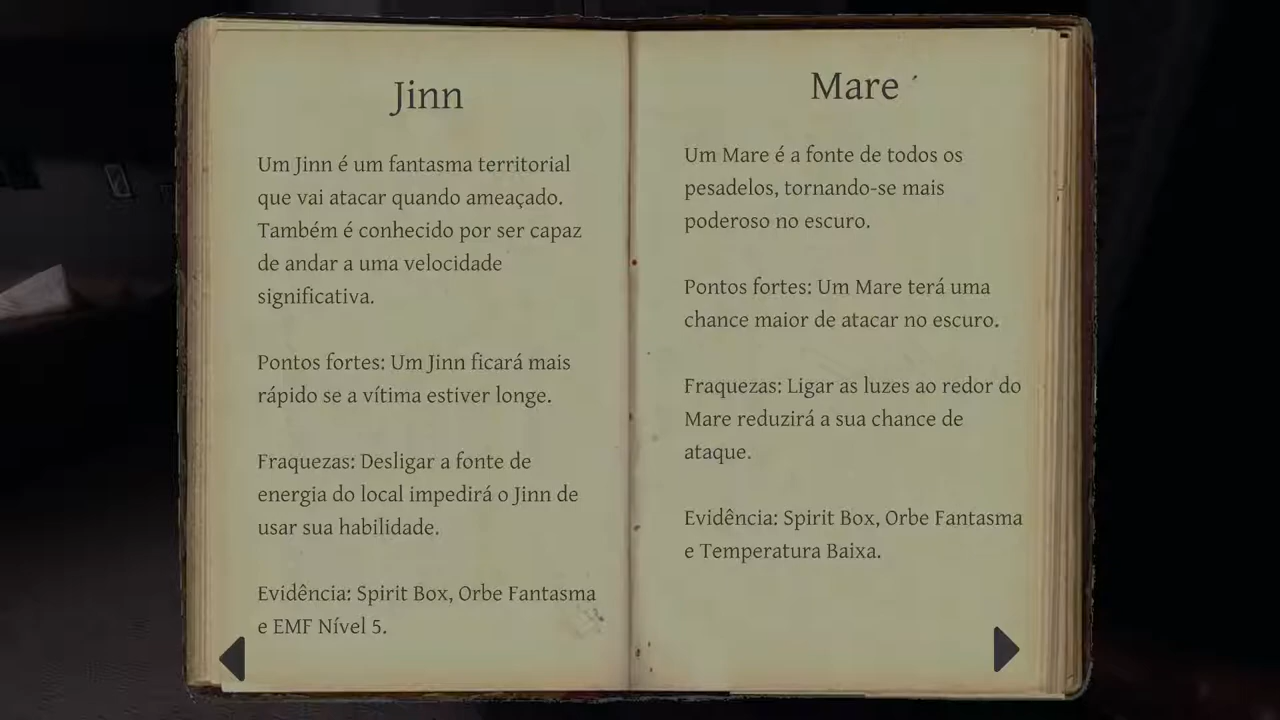 Jinn
Um Jinn é um fantasma territorial
que vai atacar quando ameaçado.
Também é conhecido por ser capaz
de andar a uma velocidade
significativa.
Pontos fortes: Um Jinn ficará mais
rápido se a vítima estiver longe.
Fraquezas: Desligar a fonte de
energia do local impedirá o Jinn de
usar sua habilidade.
Evidência: Spirit Box, Orbe Fantasma
e EMF Nível 5.
Mare
Um Mare é a fonte de todos os
pesadelos, tornando-se mais
poderoso no escuro.
Pontos fortes: Um Mare terá uma
chance maior de atacar no escuro.
Fraquezas: Ligar as luzes ao redor do
Mare reduzirá a sua chance de
ataque.
Evidência: Spirit Box, Orbe Fantasma
e Temperatura Baixa.